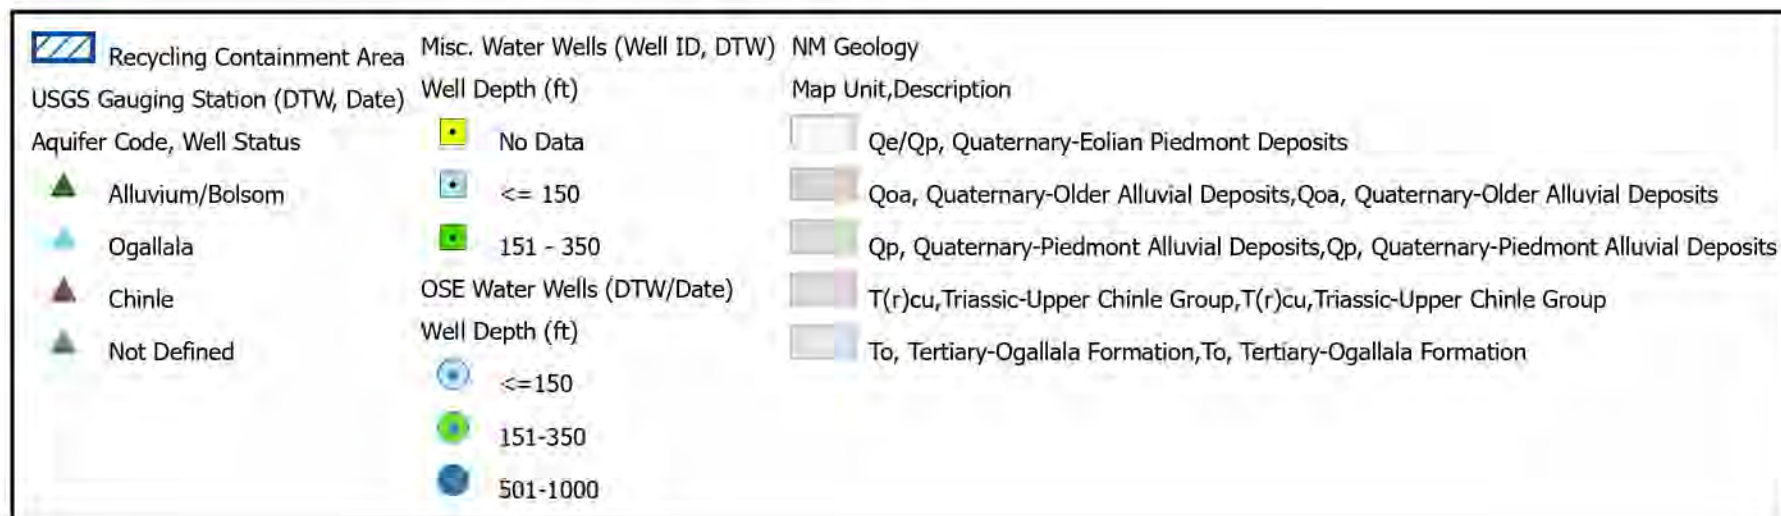 Recycling Containment Area
USGS Gauging Station (DTW, Date)
Aquifer Code, Well Status
Alluvium/Bolsom
Ogallala
Chinle
Not Defined
Misc. Water Wells (Well ID, DTW)
Well Depth (ft)
No Data
<= 150
151 - 350
OSE Water Wells (DTW/Date)
Well Depth (ft)
<=150
151-350
501-1000
NM Geology
Map Unit,Description
Qe/Qp, Quaternary-Eolian Piedmont Deposits
Qoa, Quaternary-Older Alluvial Deposits,Qoa, Quaternary-Older Alluvial Deposits
Qp, Quaternary-Piedmont Alluvial Deposits,Qp, Quaternary-Piedmont Alluvial Deposits
T(r)cu,Triassic-Upper Chinle Group,T(r)cu,Triassic-Upper Chinle Group
To, Tertiary-Ogallala Formation,To, Tertiary-Ogallala Formation